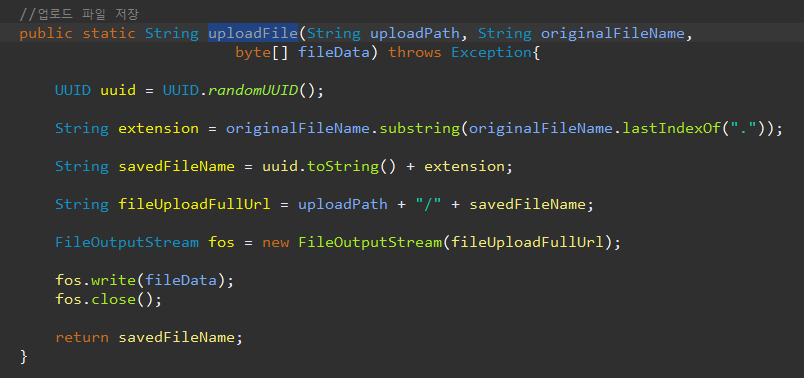 //업로드 파일 저장
public static String uploadFile(String uploadPath, String originalFileName,
byte[] fileData) throws Exception{
UUID uuid = UUID.randomUUID();
String extension = originalFileName.substring(originalFileName.lastIndexOf("."));
String savedFileName = uuid.toString() + extension;
String fileUploadFullUrl = uploadPath + "/" + savedFileName;
FileOutputStream fos = new FileOutputStream(fileUploadFullUrl);
fos.write(fileData);
fos.close();
return savedFileName;
}